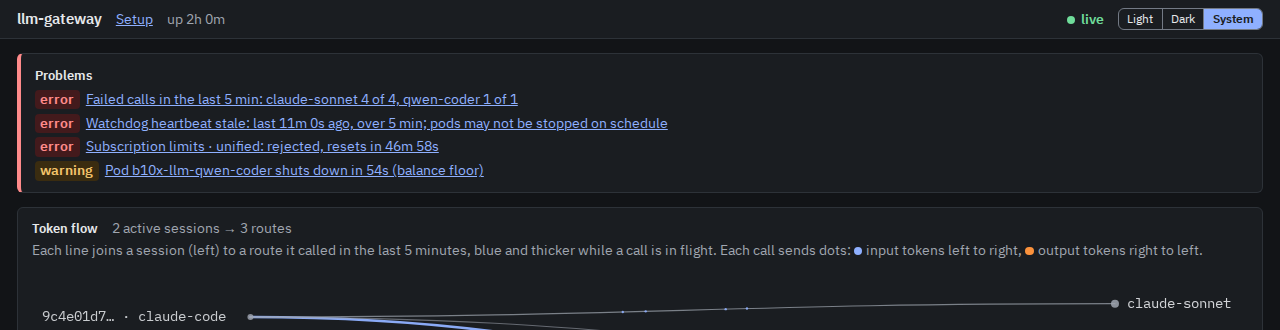 llm-gateway Setup up 2h 0m live Light Dark System
Problems
error Failed calls in the last 5 min: claude-sonnet 4 of 4, qwen-coder 1 of 1
error Watchdog heartbeat stale: last 11m 0s ago, over 5 min; pods may not be stopped on schedule
error Subscription limits · unified: rejected, resets in 46m 58s
warning Pod b10x-llm-qwen-coder shuts down in 54s (balance floor)
Token flow 2 active sessions → 3 routes
Each line joins a session (left) to a route it called in the last 5 minutes, blue and thicker while a call is in flight. Each call sends dots: input tokens left to right, output tokens right to left.
claude-sonnet
9c4e01d7… · claude-code